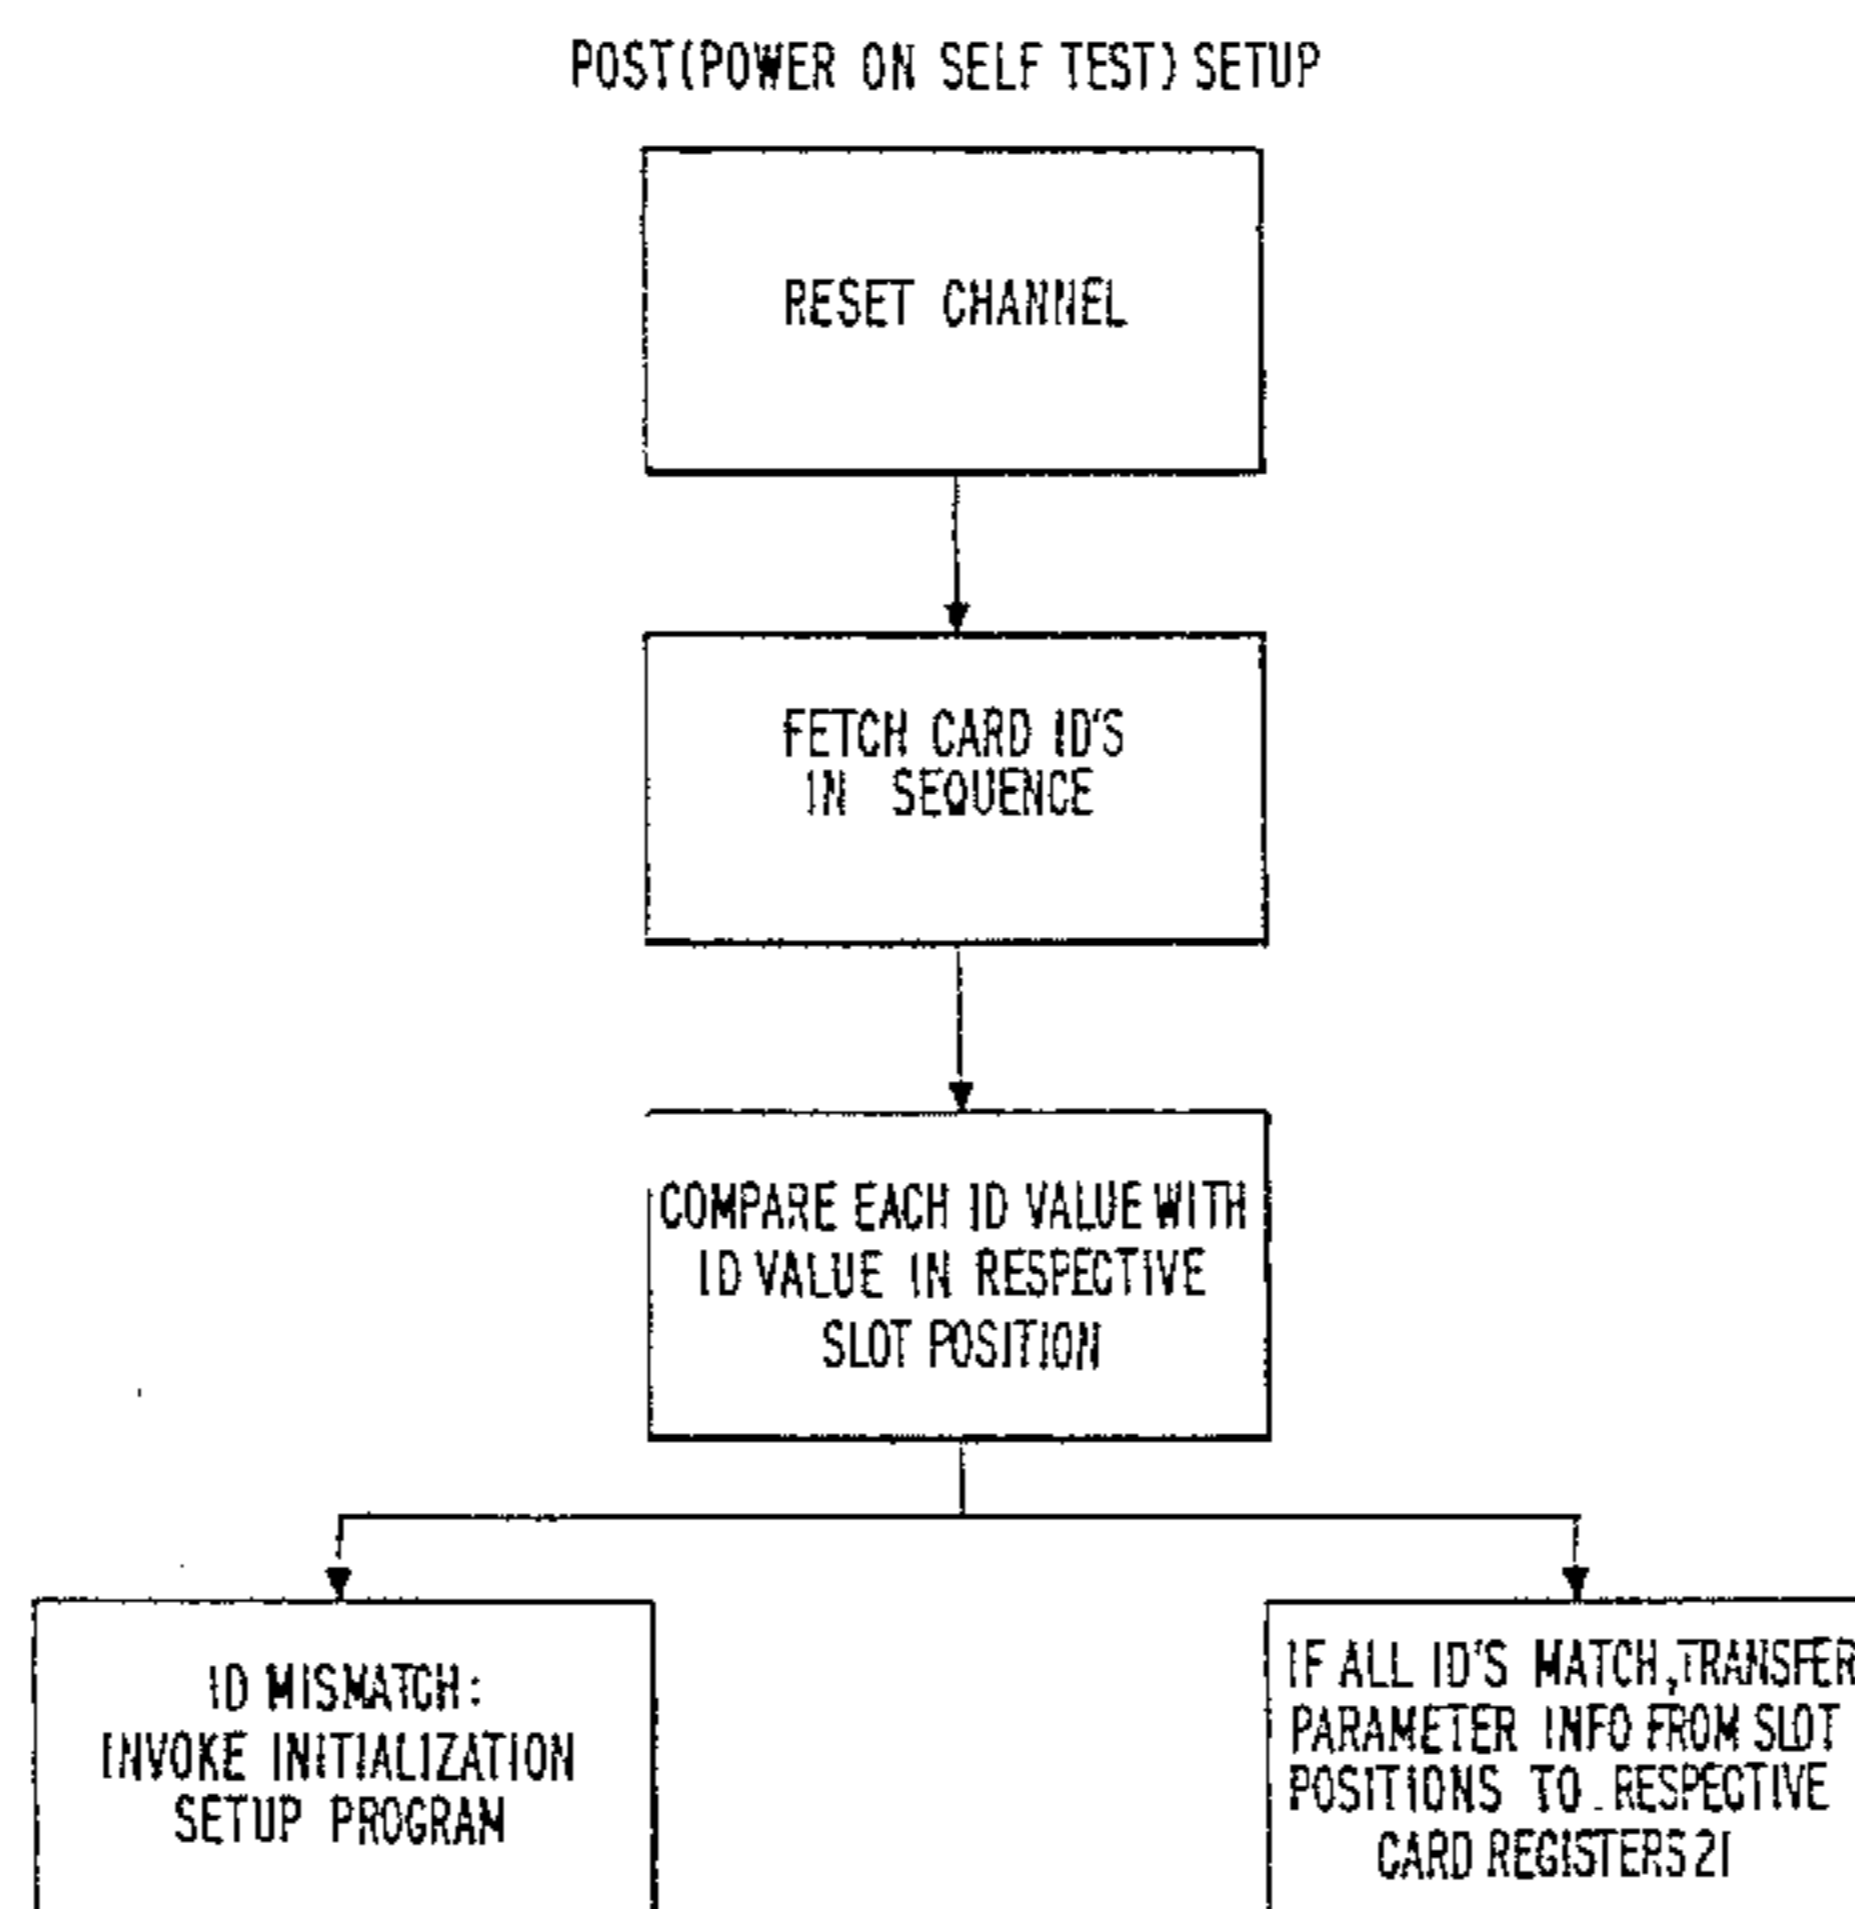 POST(POWER ON SELF TEST) SETUP
RESET CHANNEL
FETCH CARD ID'S
IN SEQUENCE
COMPARE EACH ID VALUE WITH
ID VALUE IN RESPECTIVE
SLOT POSITION
ID MISMATCH:
INVOKE INITIALIZATION
SETUP PROGRAM
IF ALL ID'S MATCH, TRANSFER
PARAMETER INFO FROM SLOT
POSITIONS TO RESPECTIVE
CARD REGISTERS 21